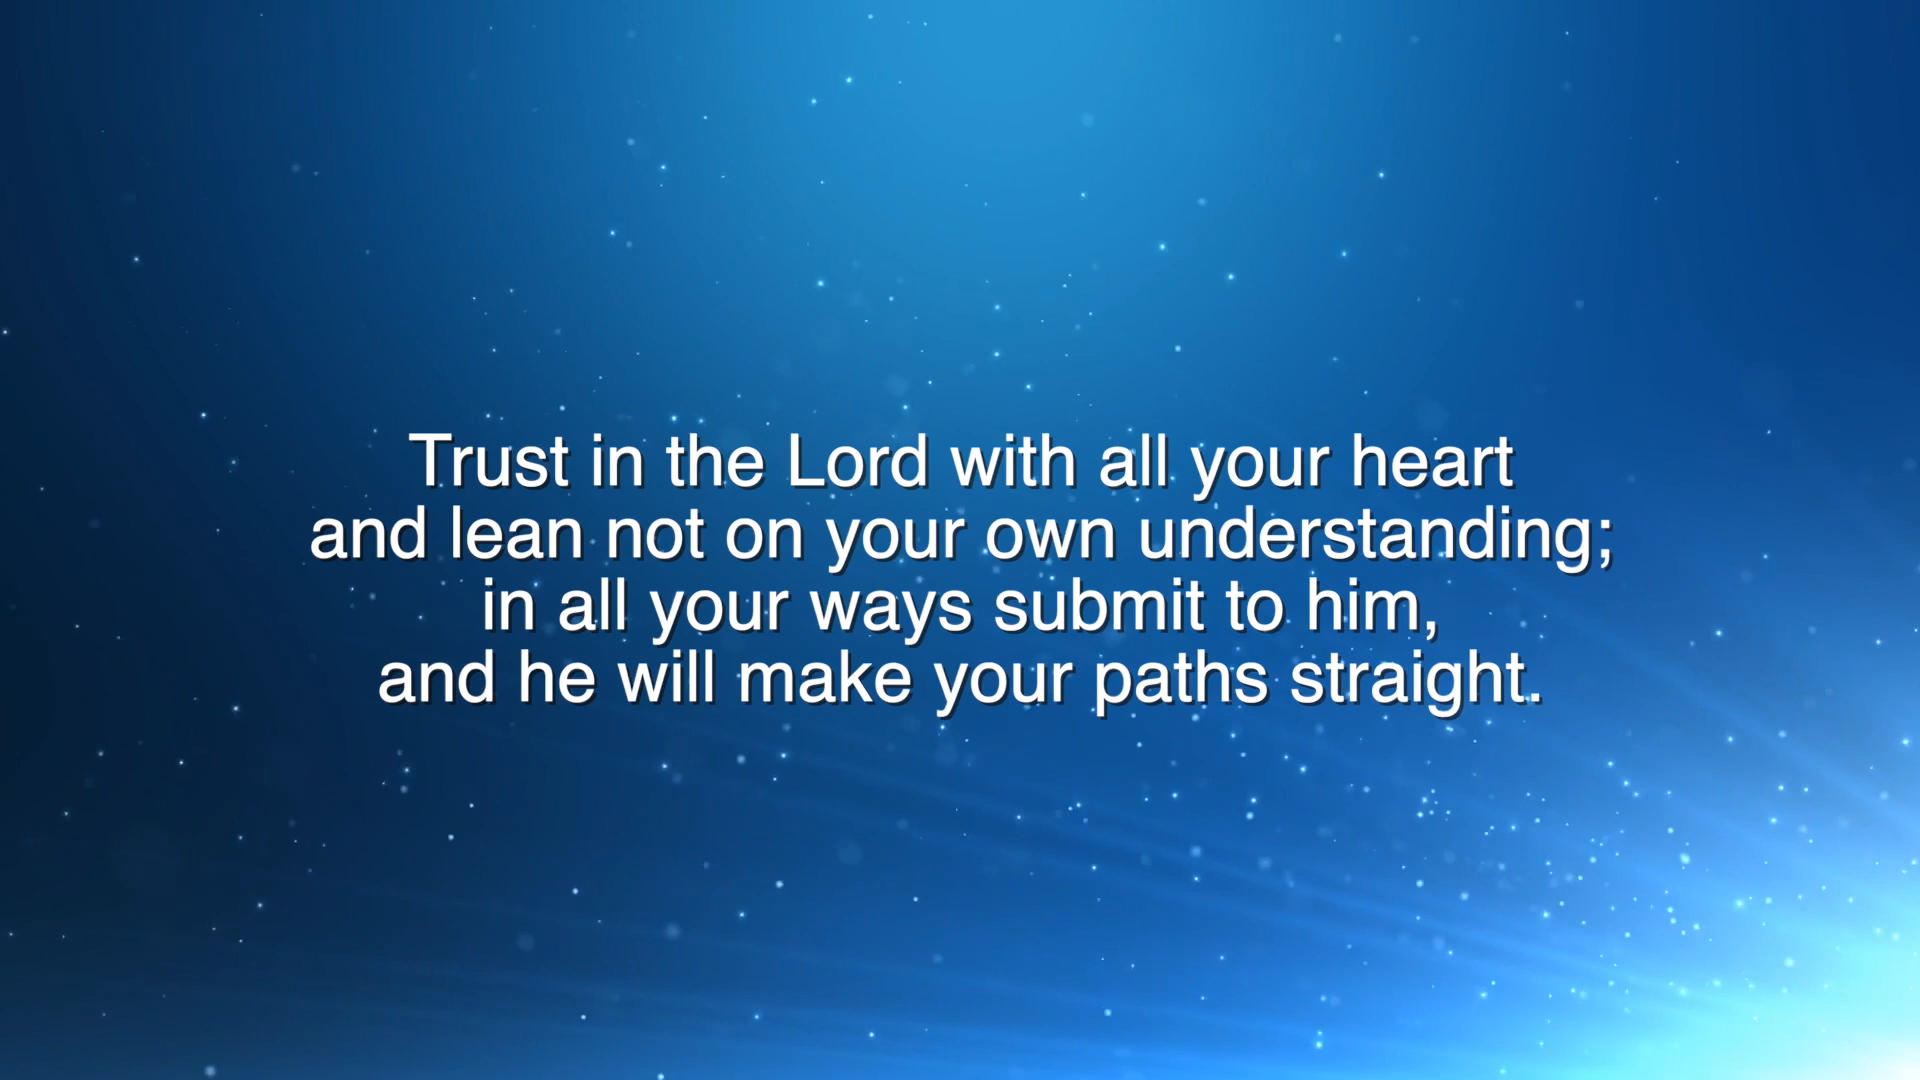 Trust in the Lord with all your heart
and lean not on your own understanding;
in all your ways submit to him,
and he will make your paths straight.